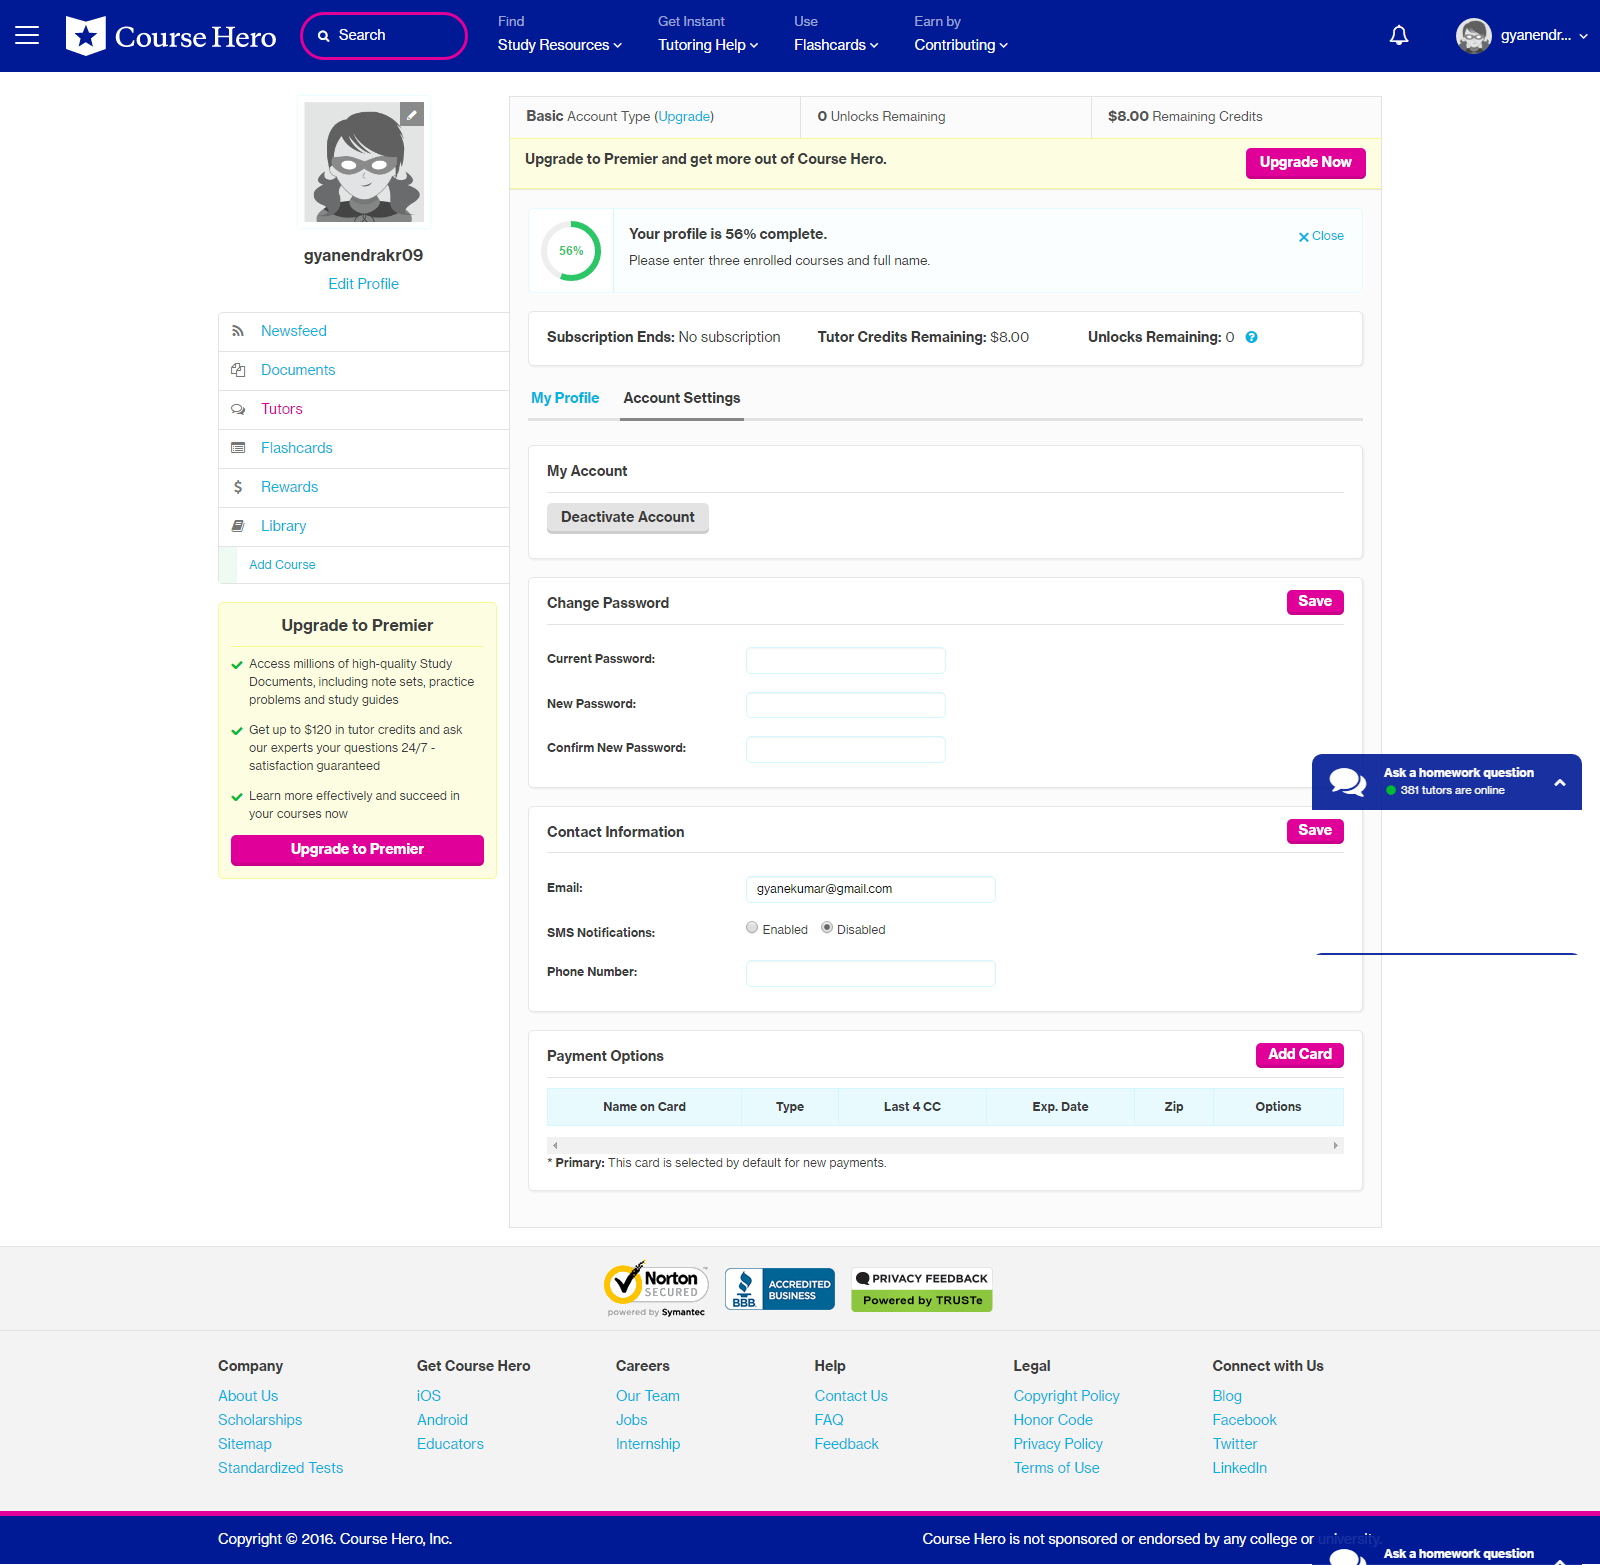 Course Hero
Search
Find
Study Resources
Get Instant
Tutoring Help
Use
Flashcards
Earn by
Contributing
gyanendr...
gyanendrakr09
Edit Profile
Newsfeed
Documents
Tutors
Flashcards
$ Rewards
Library
Add Course
Upgrade to Premier
Access millions of high-quality Study
Documents, including note sets, practice
problems and study guides
Get up to $120 in tutor credits and ask
our experts your questions 24/7 -
satisfaction guaranteed
Learn more effectively and succeed in
your courses now
Upgrade to Premier
Basic Account Type (Upgrade)
0 Unlocks Remaining
$8.00 Remaining Credits
Upgrade to Premier and get more out of Course Hero.
Upgrade Now
56%
Your profile is 56% complete.
Please enter three enrolled courses and full name.
Close
Subscription Ends: No subscription
Tutor Credits Remaining: $8.00
Unlocks Remaining: 0 ?
My Profile
Account Settings
My Account
Deactivate Account
Change Password
Save
Current Password:
New Password:
Confirm New Password:
Ask a homework question
381 tutors are online
Contact Information
Save
Email:
gyanekumar@gmail.com
SMS Notifications:
Enabled
Disabled
Phone Number:
Payment Options
Add Card
Name on Card
Type
Last 4 CC
Exp. Date
Zip
Options
* Primary: This card is selected by default for new payments.
Norton
SECURED
powered by Symantec
BBB.
ACCREDITED
BUSINESS
PRIVACY FEEDBACK
Powered by TRUSTe
Company
About Us
Scholarships
Sitemap
Standardized Tests
Get Course Hero
iOS
Android
Educators
Careers
Our Team
Jobs
Internship
Help
Contact Us
FAQ
Feedback
Legal
Copyright Policy
Honor Code
Privacy Policy
Terms of Use
Connect with Us
Blog
Facebook
Twitter
LinkedIn
Copyright © 2016. Course Hero, Inc.
Course Hero is not sponsored or endorsed by any college or university.
Ask a homework question